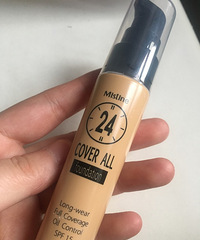 Mistine
24
H
COVER ALL
Foundation
Long-wear
Full Coverage
Oil Control
SPF 15